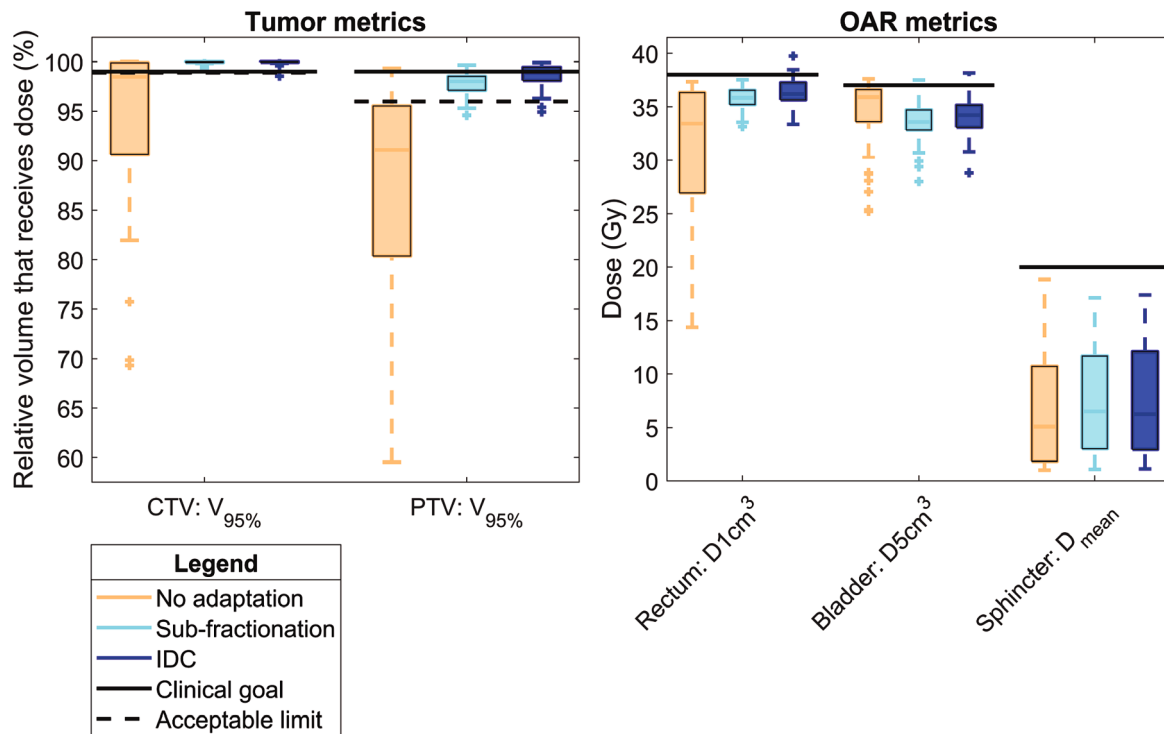 Tumor metrics
Relative volume that receives dose (%)
100
95
90
85
80
75
70
65
60
CTV: V95%
PTV: V95%
OAR metrics
Dose (Gy)
40
35
30
25
20
15
10
5
0
Rectum: D1cm³
Bladder: D5cm³
Sphincter: Dmean
Legend
No adaptation
Sub-fractionation
IDC
Clinical goal
Acceptable limit